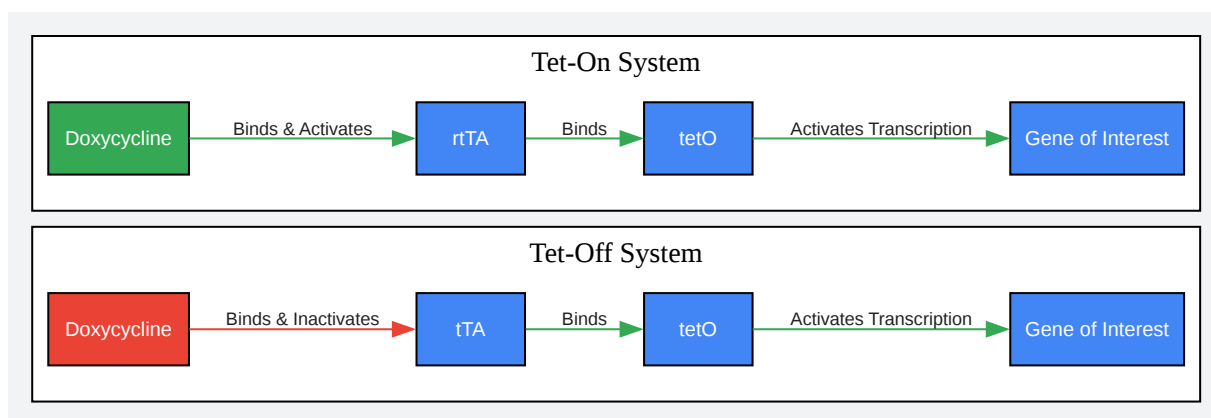 Tet-On System
Doxycycline
Binds & Activates
rtTA
Binds
tetO
Activates Transcription
Gene of Interest
Tet-Off System
Doxycycline
Binds & Inactivates
tTA
Binds
tetO
Activates Transcription
Gene of Interest